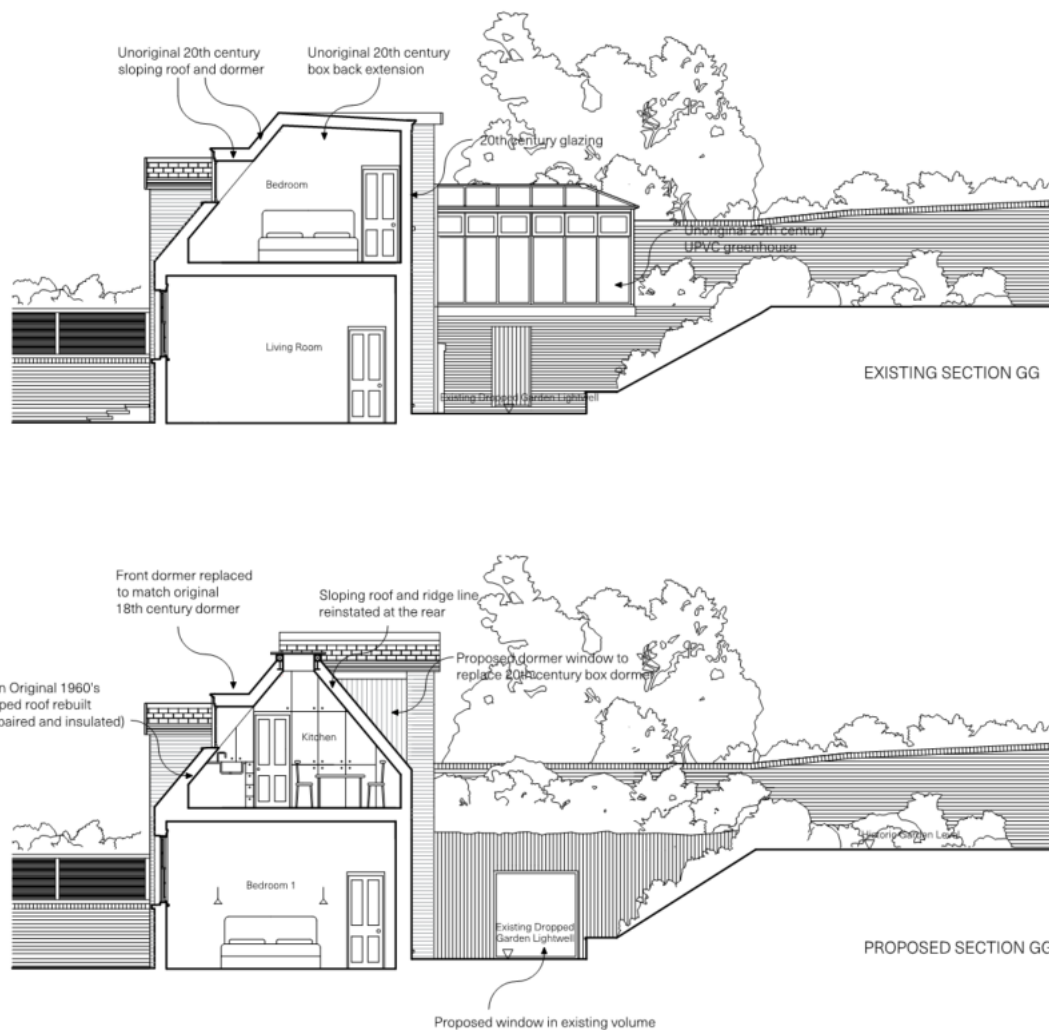 Unoriginal 20th century
sloping roof and dormer
Unoriginal 20th century
box back extension
20th century glazing
Bedroom
Unoriginal 20th century
UPVC greenhouse
Living Room
EXISTING SECTION GG
Existing Dropped Garden Lightwell
Front dormer replaced
to match original
18th century dormer
Sloping roof and ridge line
reinstated at the rear
Proposed dormer window to
replace 20th century box dormer
n Original 1960's
ped roof rebuilt
paired and insulated)
Kitchen
Historic Garden Level
Bedroom 1
Existing Dropped
Garden Lightwell
PROPOSED SECTION GG
Proposed window in existing volume